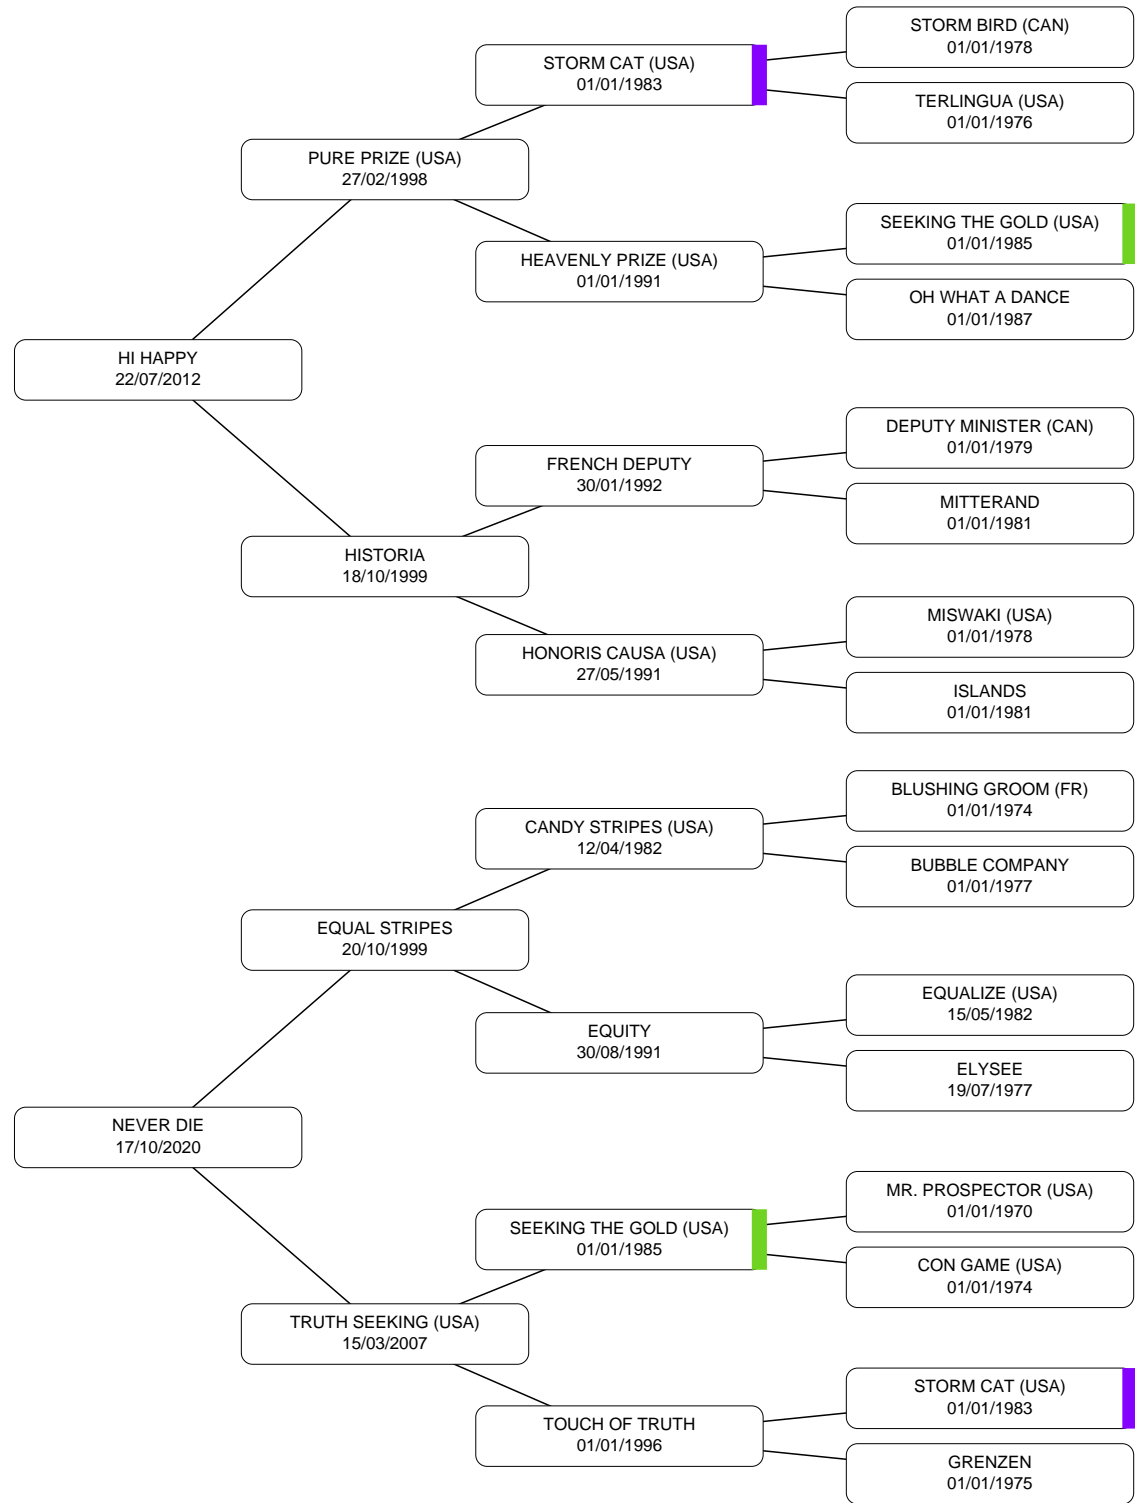 STORM BIRD (CAN)
01/01/1978
STORM CAT (USA)
01/01/1983
TERLINGUA (USA)
01/01/1976
PURE PRIZE (USA)
27/02/1998
SEEKING THE GOLD (USA)
01/01/1985
HEAVENLY PRIZE (USA)
01/01/1991
OH WHAT A DANCE
01/01/1987
HI HAPPY
22/07/2012
DEPUTY MINISTER (CAN)
01/01/1979
FRENCH DEPUTY
30/01/1992
MITTERAND
01/01/1981
HISTORIA
18/10/1999
MISWAKI (USA)
01/01/1978
HONORIS CAUSA (USA)
27/05/1991
ISLANDS
01/01/1981
BLUSHING GROOM (FR)
01/01/1974
CANDY STRIPES (USA)
12/04/1982
BUBBLE COMPANY
01/01/1977
EQUAL STRIPES
20/10/1999
EQUALIZE (USA)
15/05/1982
EQUITY
30/08/1991
ELYSEE
19/07/1977
NEVER DIE
17/10/2020
MR. PROSPECTOR (USA)
01/01/1970
SEEKING THE GOLD (USA)
01/01/1985
CON GAME (USA)
01/01/1974
TRUTH SEEKING (USA)
15/03/2007
STORM CAT (USA)
01/01/1983
TOUCH OF TRUTH
01/01/1996
GRENZEN
01/01/1975